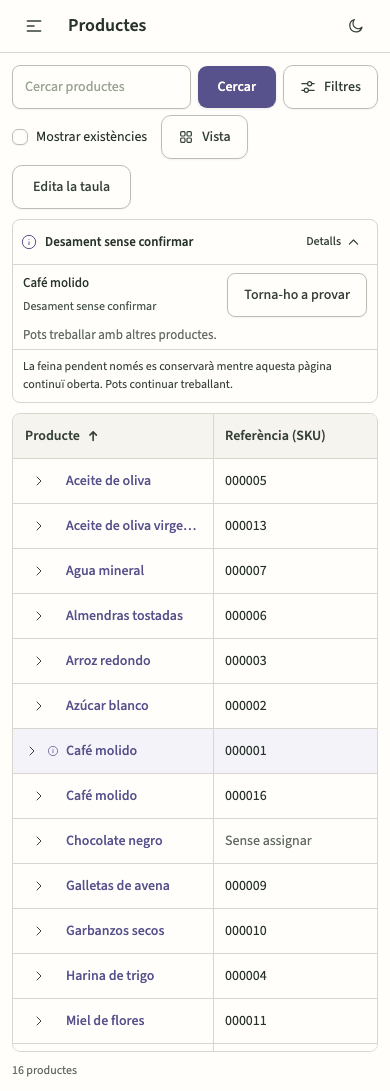 Productes
Cercar productes
Cercar
Filtres
Mostrar existències
Vista
Edita la taula
Desament sense confirmar
Detalls
Café molido
Desament sense confirmar
Torna-ho a provar
Pots treballar amb altres productes.
La feina pendent només es conservarà mentre aquesta pàgina
continuï oberta. Pots continuar treballant.
Producte ↑ Referència (SKU)
Aceite de oliva 000005
Aceite de oliva virge… 000013
Agua mineral 000007
Almendras tostadas 000006
Arroz redondo 000003
Azúcar blanco 000002
Café molido 000001
Café molido 000016
Chocolate negro Sense assignar
Galletas de avena 000009
Garbanzos secos 000010
Harina de trigo 000004
Miel de flores 000011
16 productes